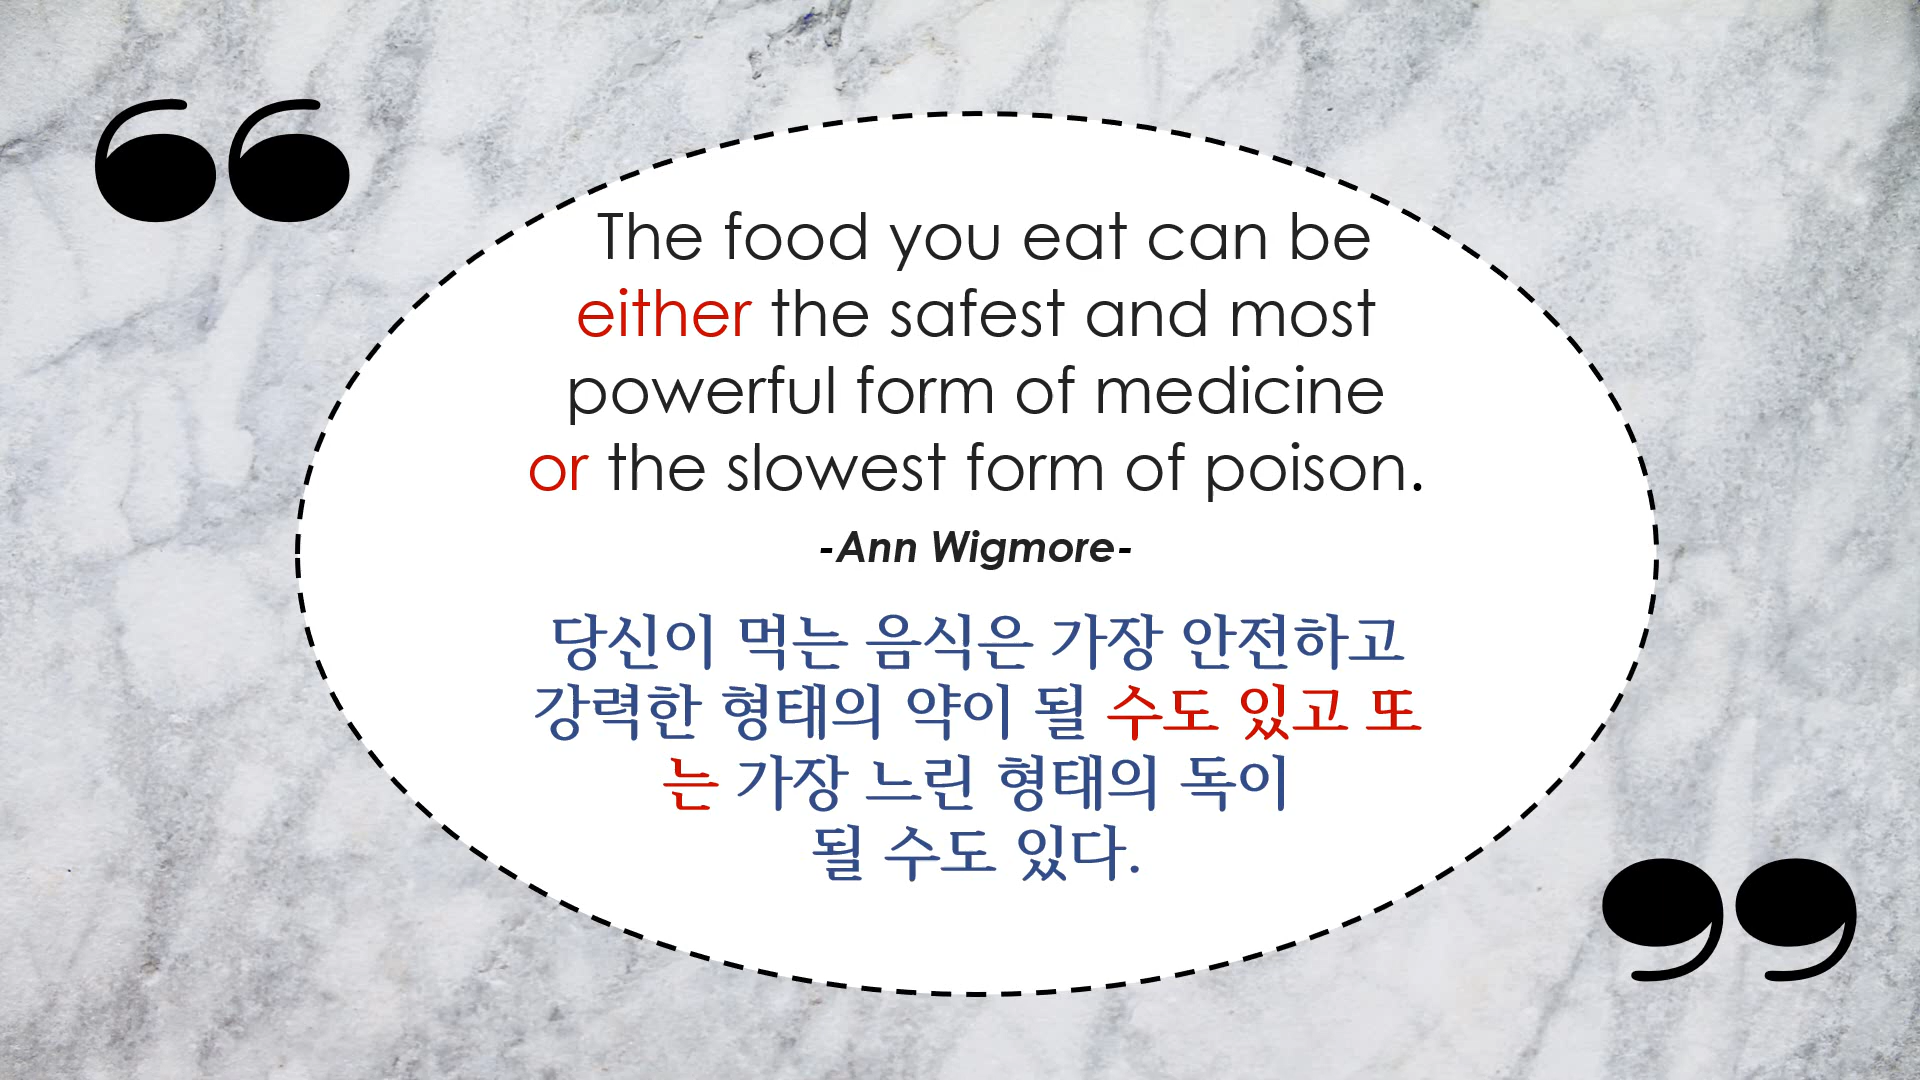 The food you eat can be
either the safest and most
powerful form of medicine
or the slowest form of poison.
-Ann Wigmore-
당신이 먹는 음식은 가장 안전하고
강력한 형태의 약이 될 수도 있고 또
는 가장 느린 형태의 독이
될 수도 있다.